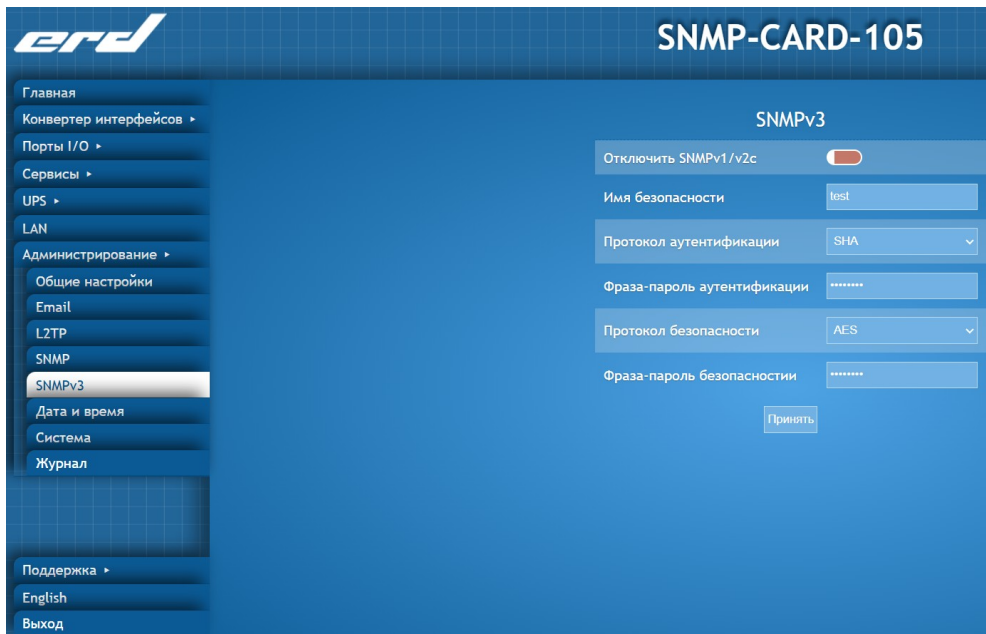 erd
SNMP-CARD-105
Главная
Конвертер интерфейсов ▸
Порты I/O ▸
Сервисы ▸
UPS ▸
LAN
Администрирование ▸
Общие настройки
Email
L2TP
SNMP
SNMPv3
Дата и время
Система
Журнал
Поддержка ▸
English
Выход
SNMPv3
Отключить SNMPv1/v2c
Имя безопасности test
Протокол аутентификации SHA
Фраза-пароль аутентификации ••••••••
Протокол безопасности AES
Фраза-пароль безопасностии ••••••••
Принять